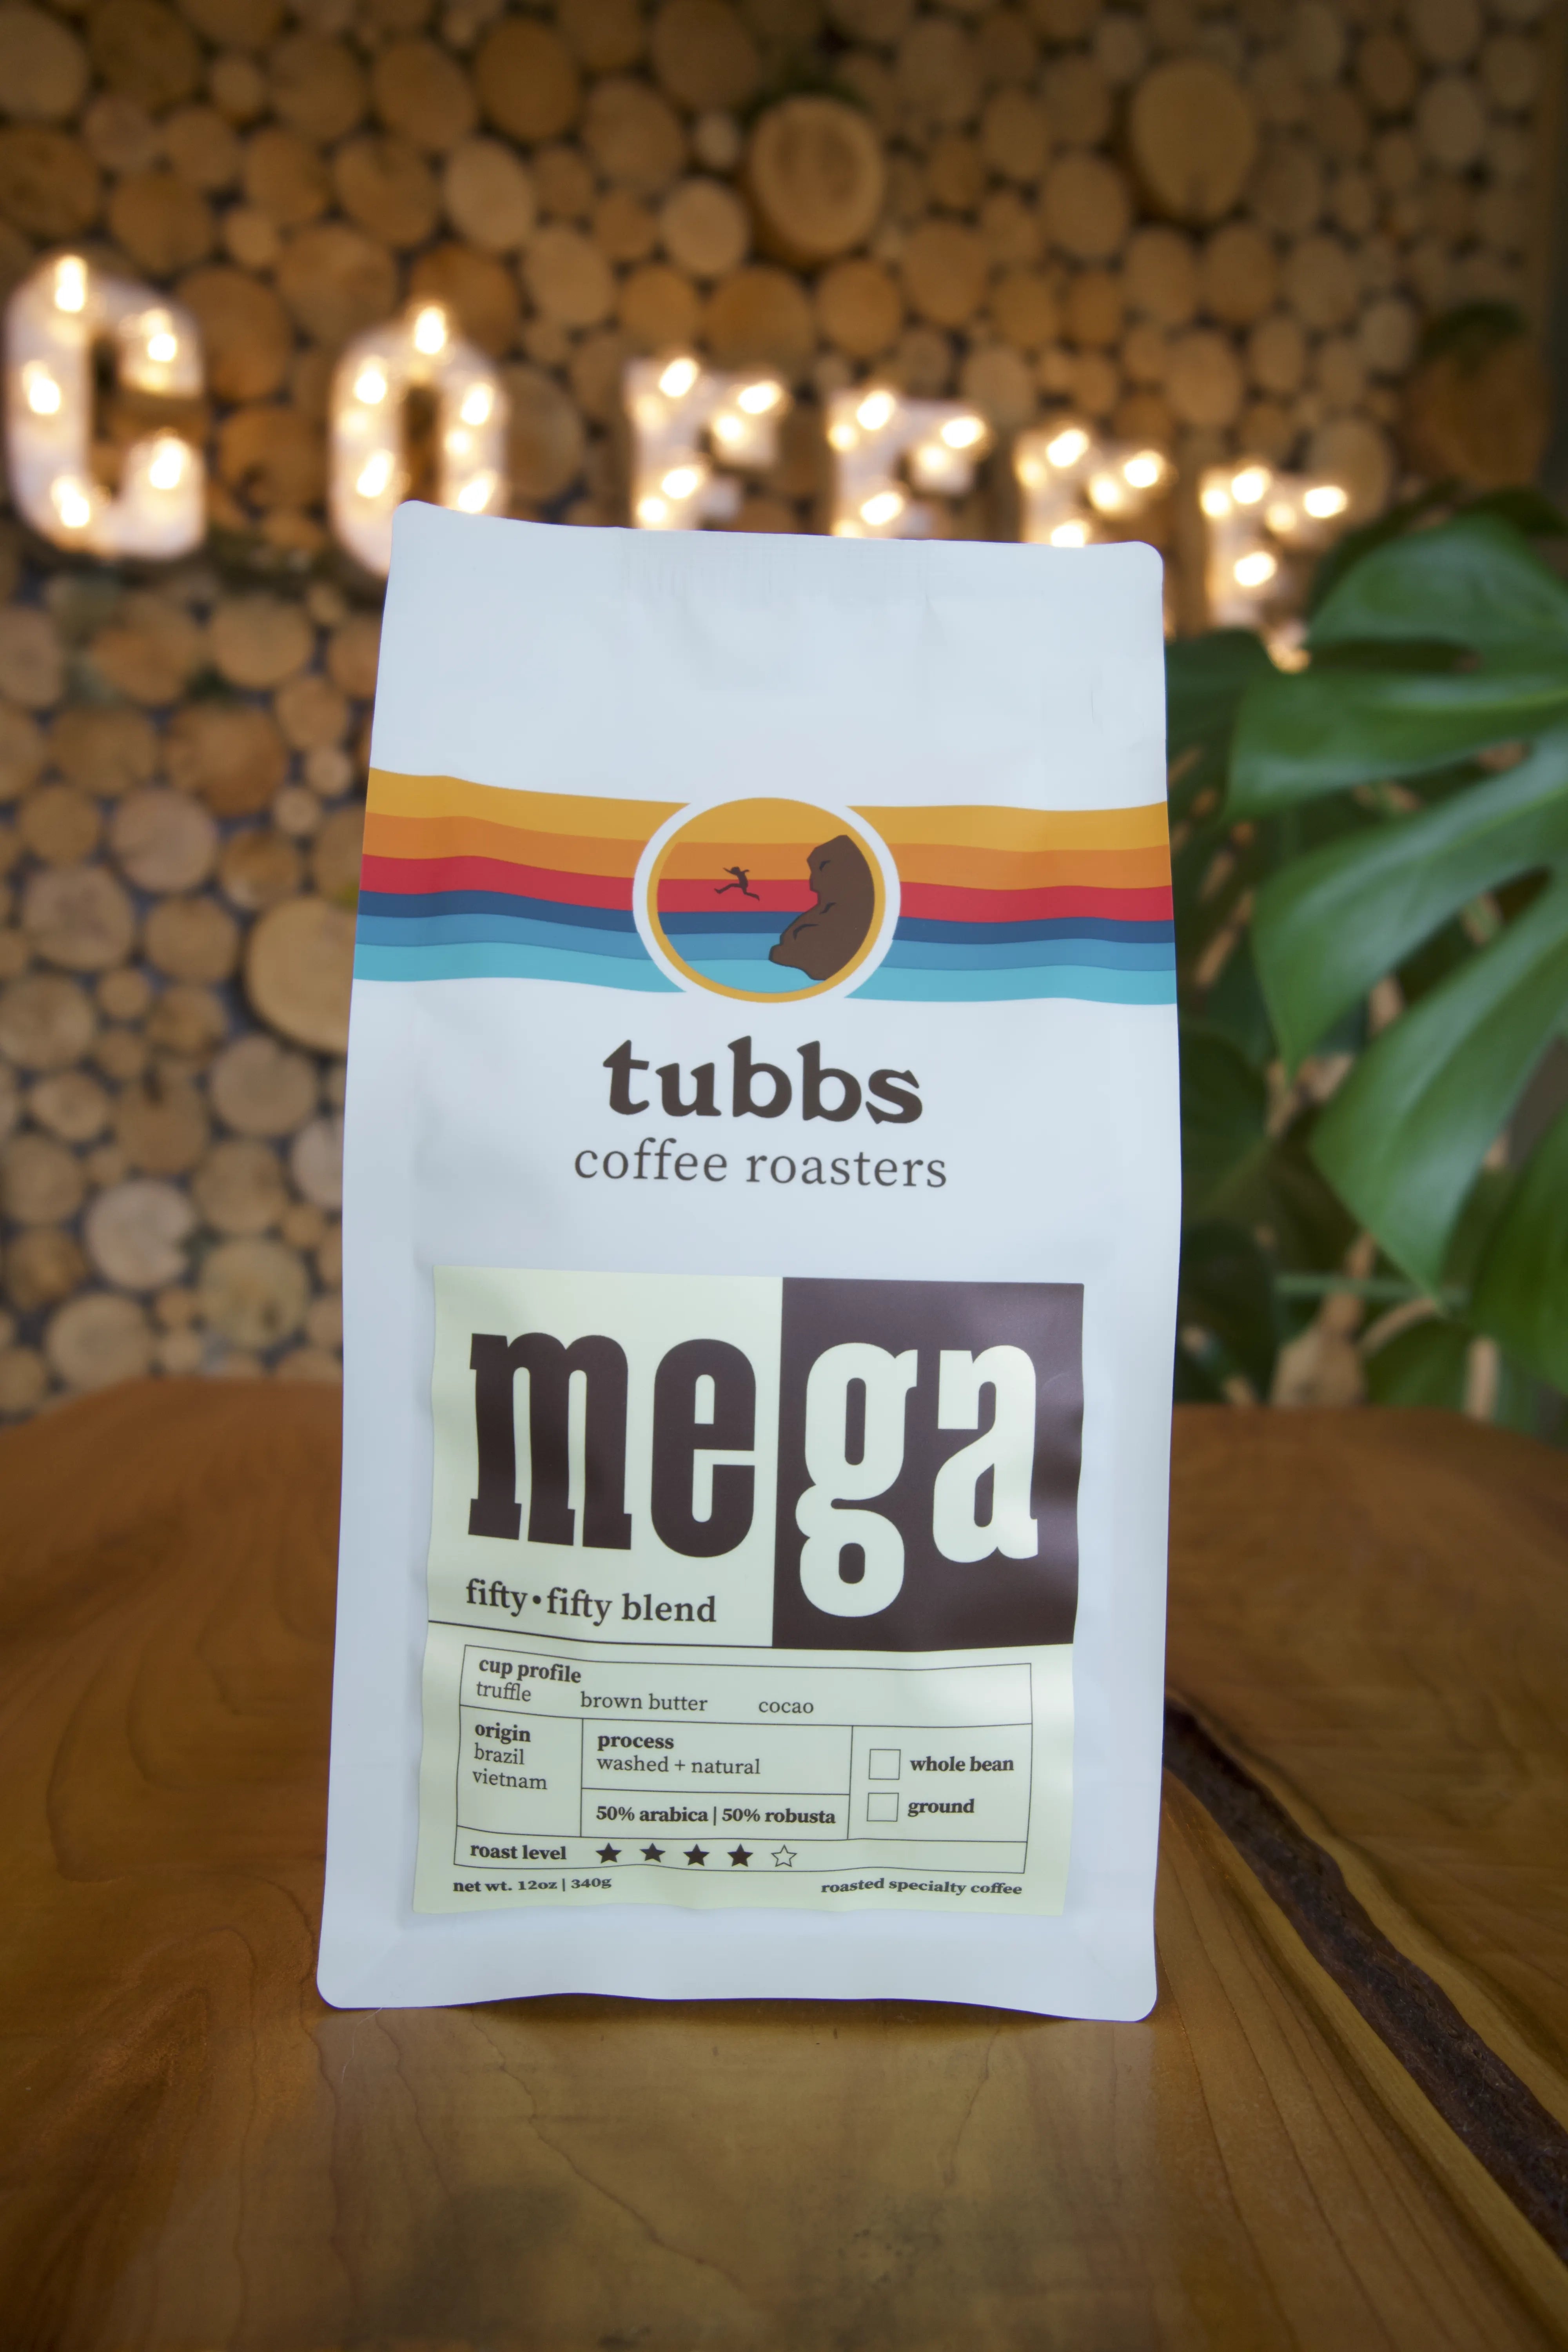 COFFEE
tubbs
coffee roasters
mega
fifty•fifty blend
cup profile
truffle brown butter cocao
origin
brazil
vietnam
process
washed + natural
50% arabica | 50% robusta
whole bean
ground
roast level ★ ★ ★ ★ ☆
net wt. 12oz | 340g
roasted specialty coffee